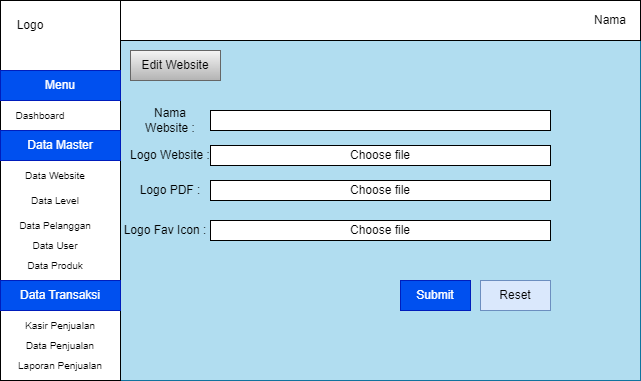 Logo
Nama
Menu
Dashboard
Data Master
Data Website
Data Level
Data Pelanggan
Data User
Data Produk
Data Transaksi
Kasir Penjualan
Data Penjualan
Laporan Penjualan
Edit Website
Nama
Website :
Logo Website : Choose file
Logo PDF : Choose file
Logo Fav Icon : Choose file
Submit Reset